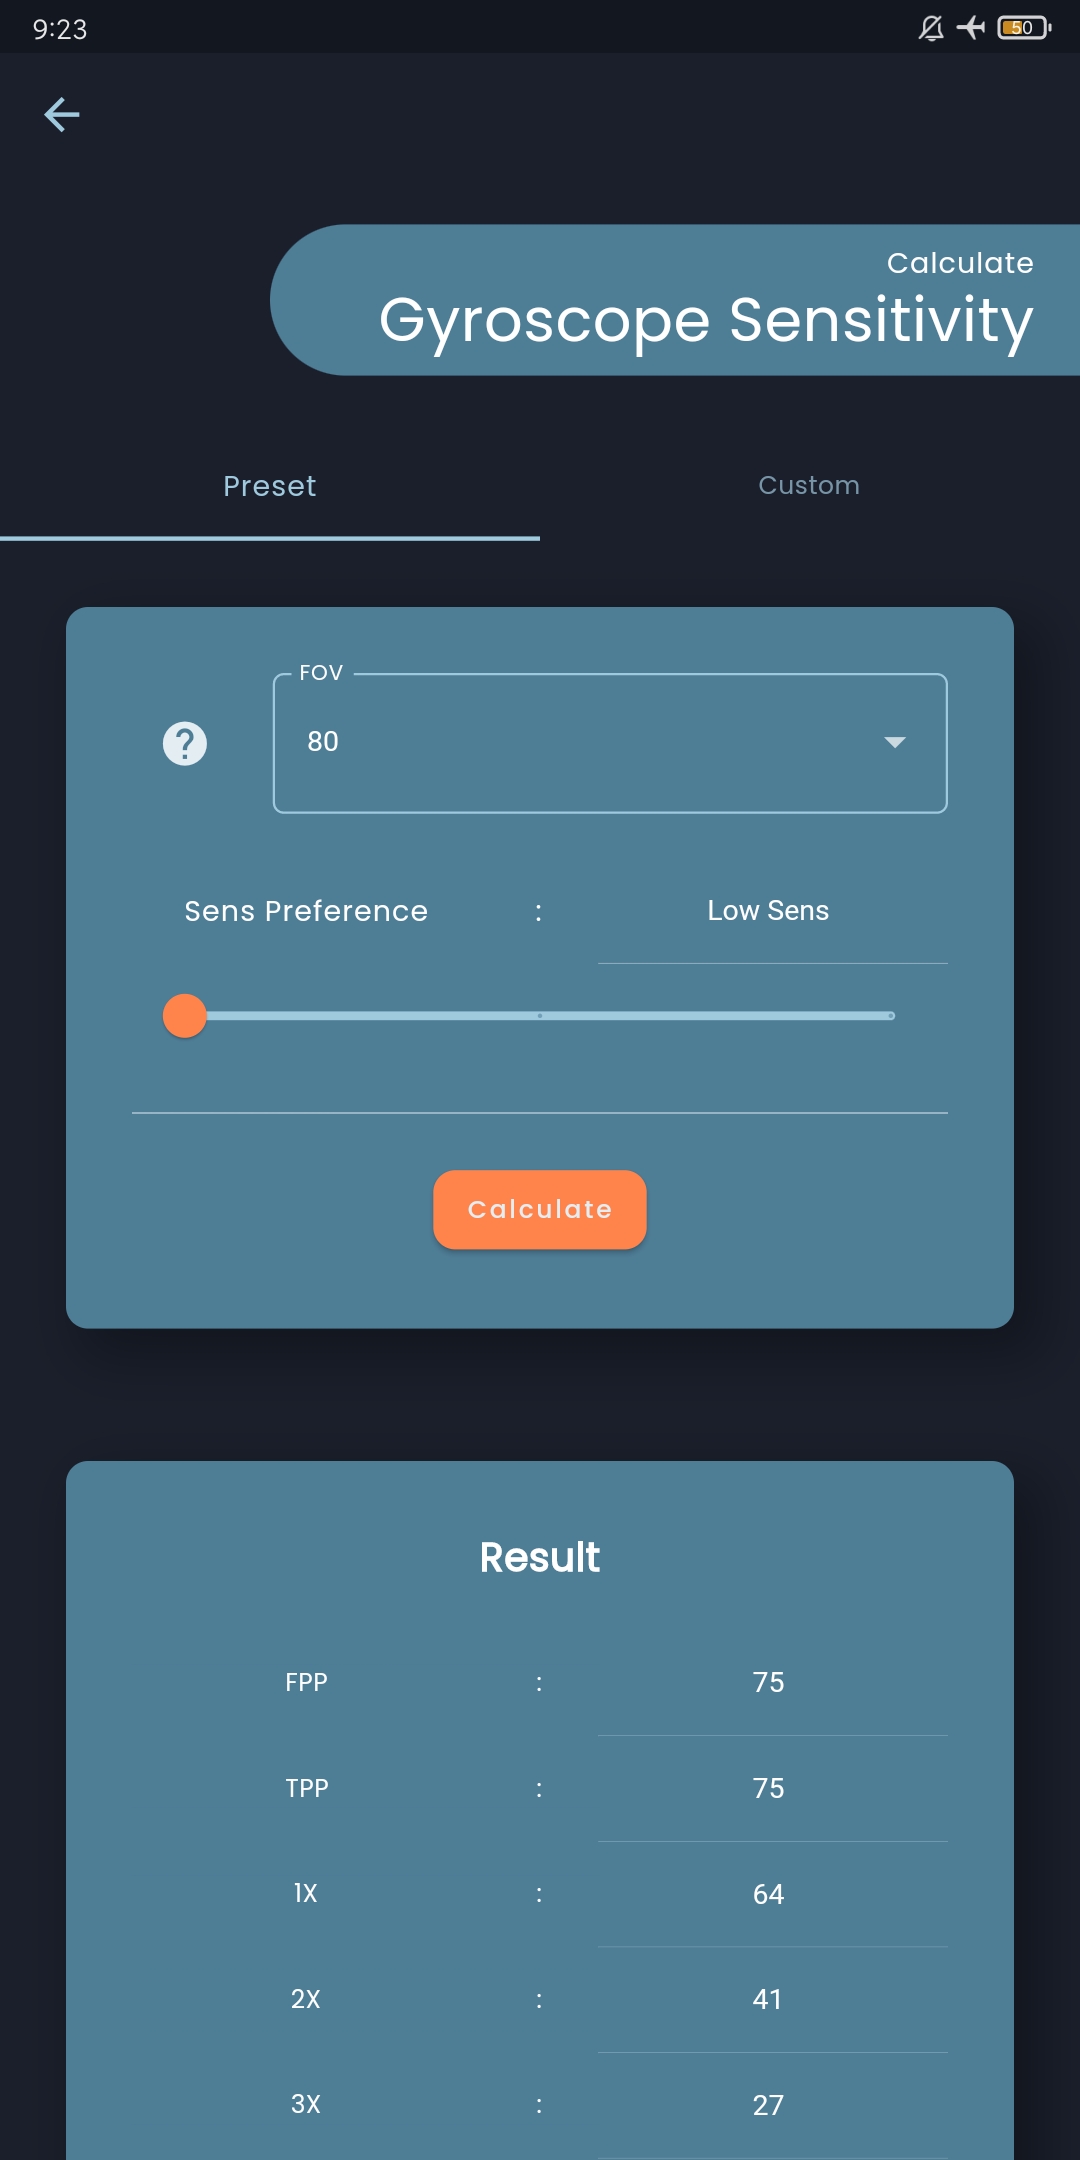 9:23
50
Calculate
Gyroscope Sensitivity
Preset
Custom
FOV
80
Sens Preference : Low Sens
Calculate
Result
FPP : 75
TPP : 75
1X : 64
2X : 41
3X : 27